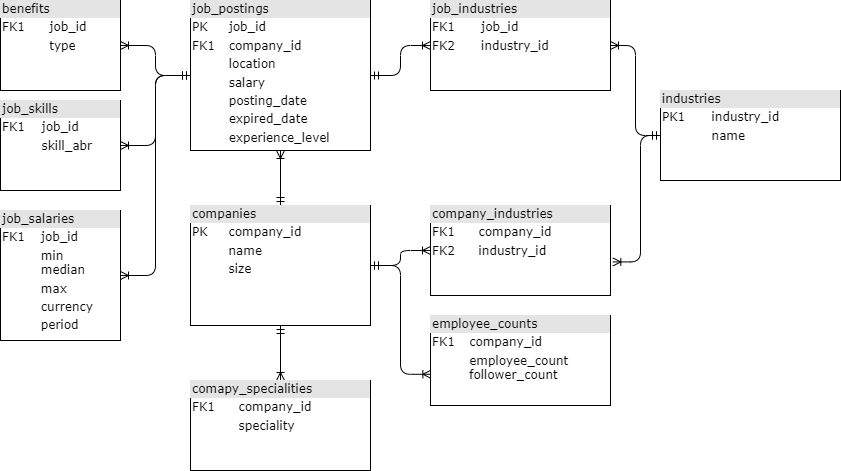 benefits
FK1 job_id
type
job_postings
PK job_id
FK1 company_id
location
salary
posting_date
expired_date
experience_level
job_industries
FK1 job_id
FK2 industry_id
job_skills
FK1 job_id
skill_abr
industries
PK1 industry_id
name
job_salaries
FK1 job_id
min
median
max
currency
period
companies
PK company_id
name
size
company_industries
FK1 company_id
FK2 industry_id
employee_counts
FK1 company_id
employee_count
follower_count
comapy_specialities
FK1 company_id
speciality